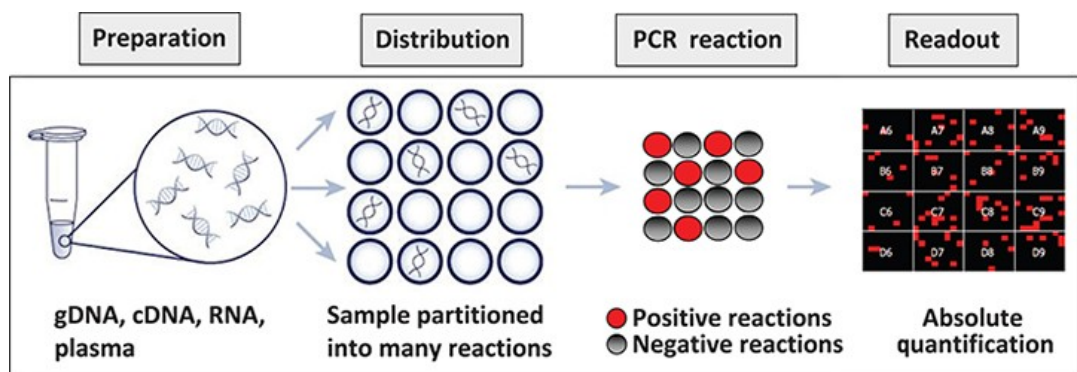 Preparation
Distribution
PCR reaction
Readout
A6 A7 A8 A9
B6 B7 B8 B9
C6 C7 C8 C9
D6 D7 D8 D9
gDNA, cDNA, RNA,
plasma
Sample partitioned
into many reactions
Positive reactions
Negative reactions
Absolute
quantification